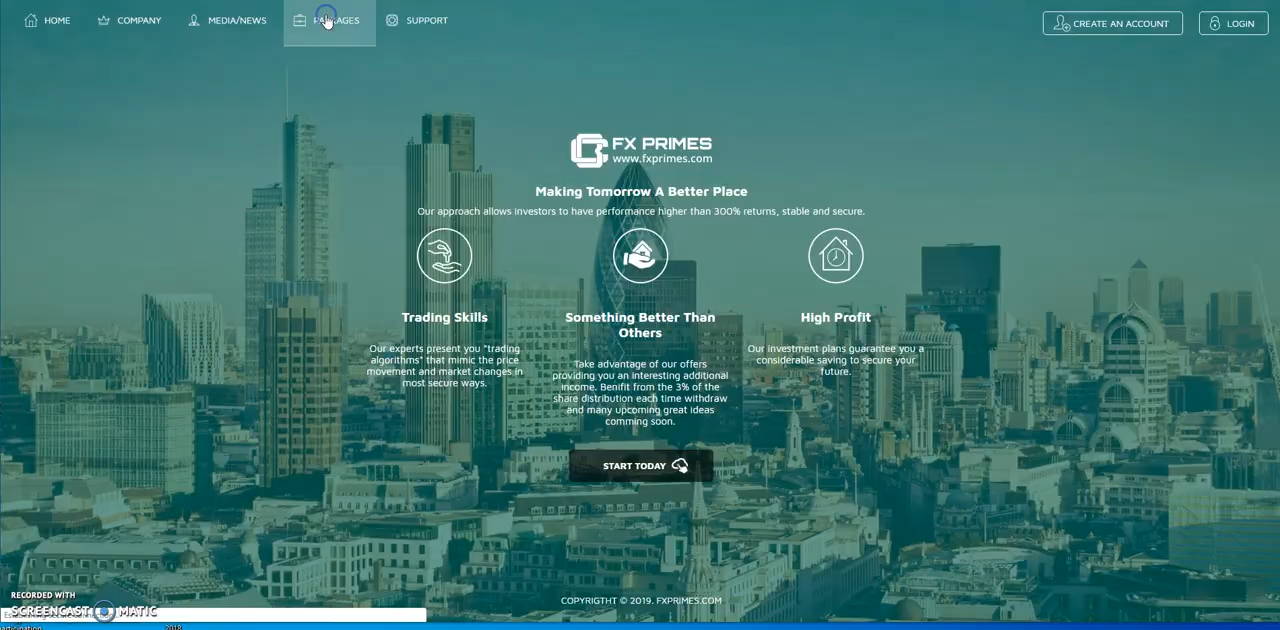 HOME COMPANY MEDIA/NEWS PACKAGES SUPPORT CREATE AN ACCOUNT LOGIN
FX PRIMES
www.fxprimes.com
Making Tomorrow A Better Place
Our approach allows investors to have performance higher than 300% returns, stable and secure.
Trading Skills
Our experts present you "trading
algorithms" that mimic the price
movement and market changes in
most secure ways.
Something Better Than
Others
Take advantage of our offers
providing you an interesting additional
income. Benifit from the 3% of the
share distribution each time withdraw
and many upcoming great ideas
comming soon.
High Profit
Our investment plans guarantee you a
considerable saving to secure your
future.
START TODAY
COPYRIGTHT © 2019. FXPRIMES.COM
RECORDED WITH
SCREENCAST MATIC
2018